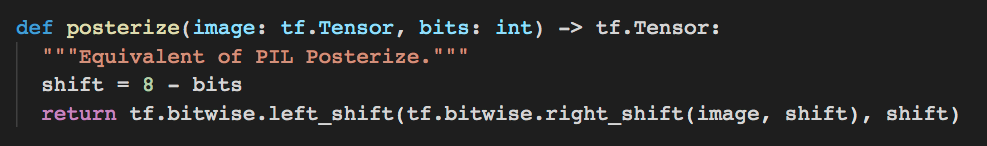 def posterize(image: tf.Tensor, bits: int) -> tf.Tensor:
  """Equivalent of PIL Posterize."""
  shift = 8 - bits
  return tf.bitwise.left_shift(tf.bitwise.right_shift(image, shift), shift)